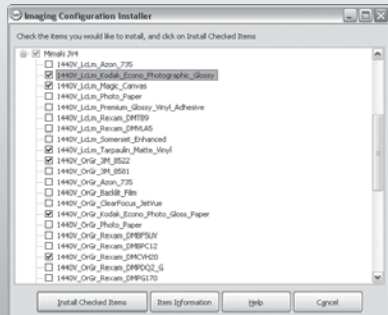 Imaging Configuration Installer
Check the items you would like to install, and click on Install Checked Items
Mimaki JV4
1440V_LcLm_Azon_735
1440V_LcLm_Kodak_Econo_Photographic_Glossy
1440V_LcLm_Magic_Canvas
1440V_LcLm_Photo_Paper
1440V_LcLm_Premium_Glossy_Vinyl_Adhesive
1440V_LcLm_Rexam_DMTB9
1440V_LcLm_Rexam_DMVLA5
1440V_LcLm_Somerset_Enhanced
1440V_LcLm_Tarpaulin_Matte_Vinyl
1440V_OrGr_3M_8522
1440V_OrGr_3M_8581
1440V_OrGr_Azon_735
1440V_OrGr_Backlit_Film
1440V_OrGr_ClearFocus_JetVue
1440V_OrGr_Kodak_Econo_Photo_Gloss_Paper
1440V_OrGr_Photo_Paper
1440V_OrGr_Rexam_DMBF5UV
1440V_OrGr_Rexam_DMBPC12
1440V_OrGr_Rexam_DMCVH20
1440V_OrGr_Rexam_DMPDQ2_G
1440V_OrGr_Rexam_DMPG170
Install Checked Items
Item Information
Help
Cancel